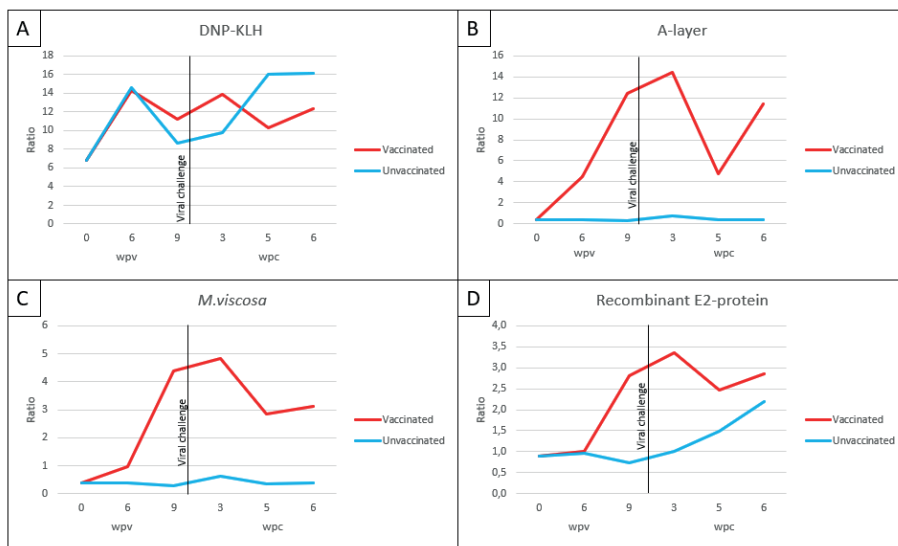 A
DNP-KLH
18
16
14
12
10
8
6
4
2
0
Ratio
Viral challenge
0 6 9 3 5 6
wpv wpc
Vaccinated
Unvaccinated
B
A-layer
16
14
12
10
8
6
4
2
0
Ratio
Viral challenge
0 6 9 3 5 6
wpv wpc
Vaccinated
Unvaccinated
C
M.viscosa
6
5
4
3
2
1
0
Ratio
Viral challenge
0 6 9 3 5 6
wpv wpc
Vaccinated
Unvaccinated
D
Recombinant E2-protein
4,0
3,5
3,0
2,5
2,0
1,5
1,0
0,5
0,0
Ratio
Viral challenge
0 6 9 3 5 6
wpv wpc
Vaccinated
Unvaccinated